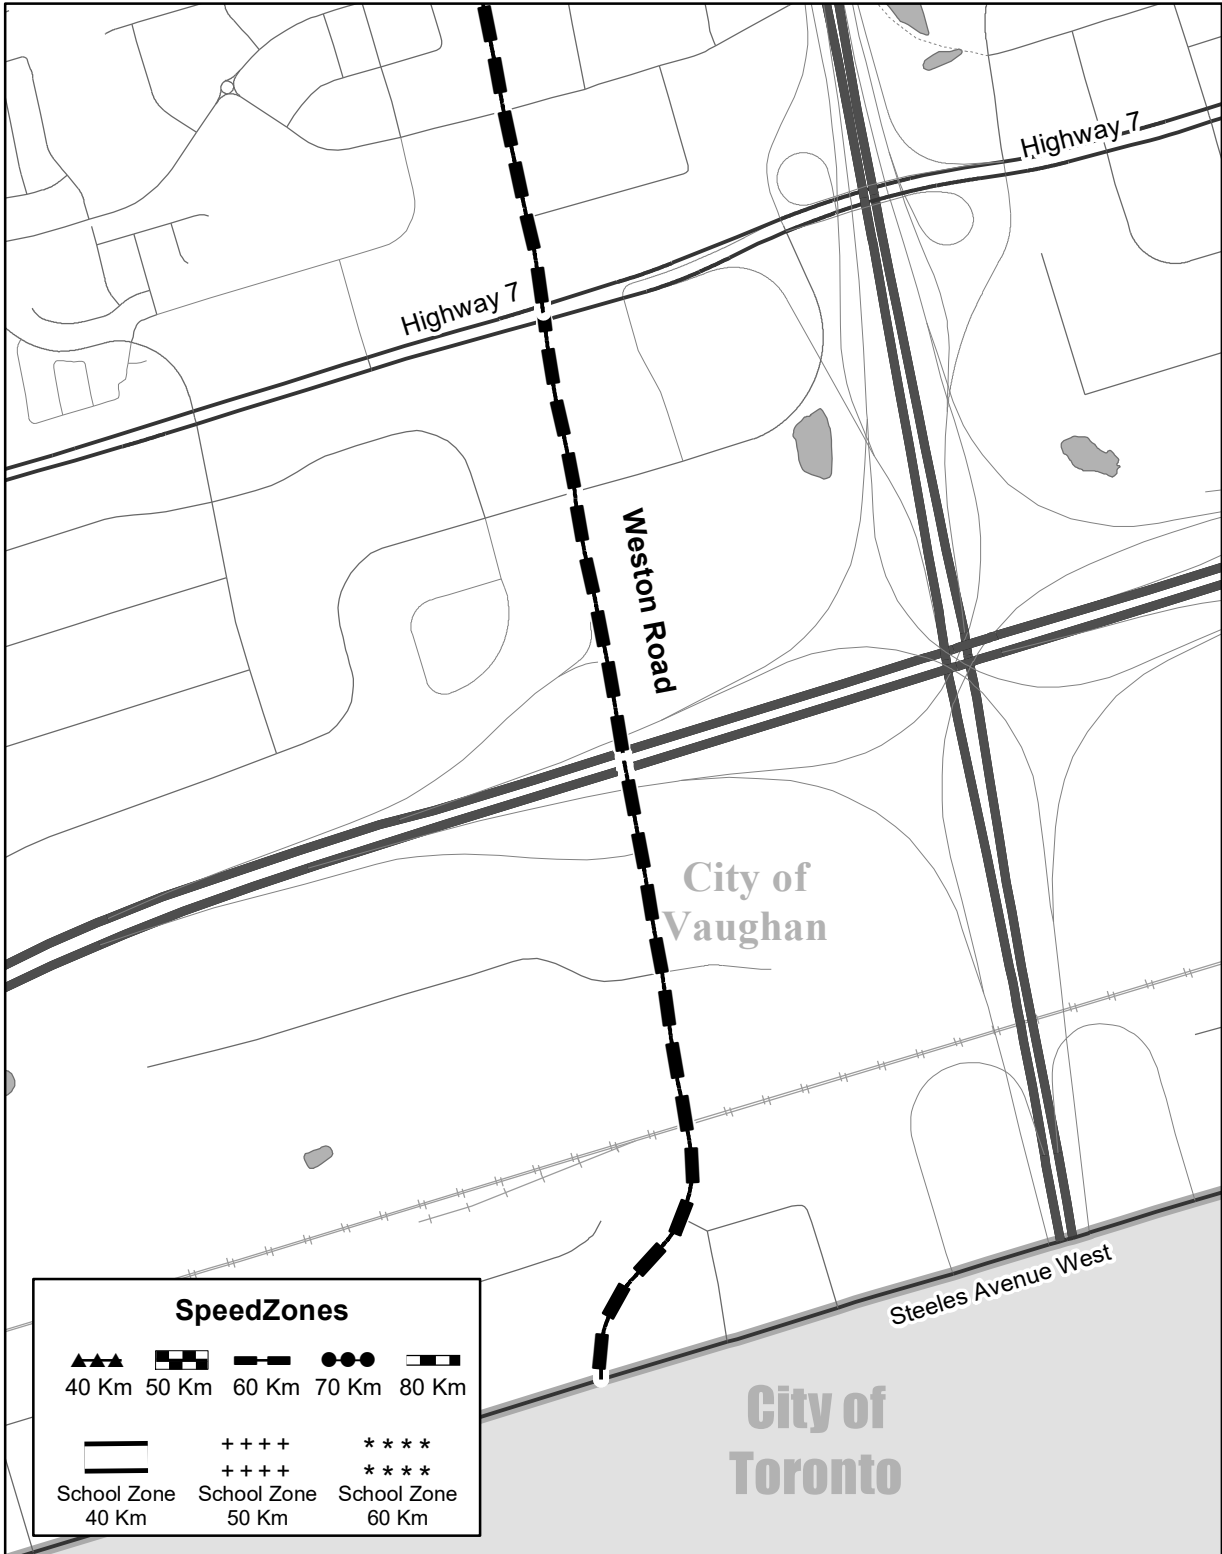 Highway 7
Highway 7
Weston Road
City of
Vaughan
Steeles Avenue West
City of
Toronto
SpeedZones
40 Km 50 Km 60 Km 70 Km 80 Km
++++ * * * *
++++ * * * *
School Zone School Zone School Zone
40 Km 50 Km 60 Km